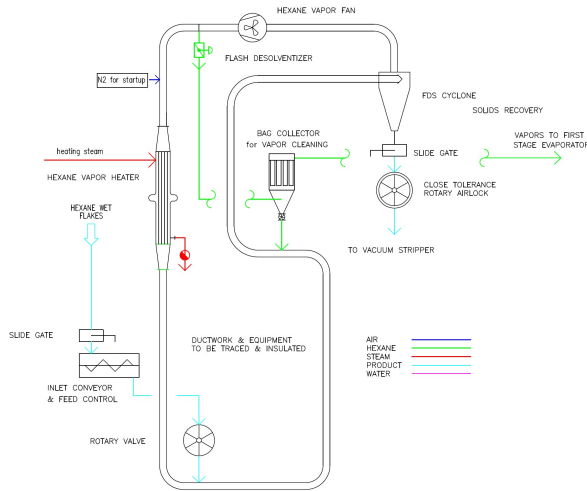 HEXANE VAPOR FAN
FLASH DESOLVENTIZER
N2 for startup
FDS CYCLONE
SOLIDS RECOVERY
BAG COLLECTOR
for VAPOR CLEANING
VAPORS TO FIRST
STAGE EVAPORATOR
heating steam
SLIDE GATE
HEXANE VAPOR HEATER
CLOSE TOLERANCE
ROTARY AIRLOCK
HEXANE WET
FLAKES
TO VACUUM STRIPPER
SLIDE GATE
DUCTWORK & EQUIPMENT
TO BE TRACED & INSULATED
AIR
HEXANE
STEAM
PRODUCT
WATER
INLET CONVEYOR
& FEED CONTROL
ROTARY VALVE